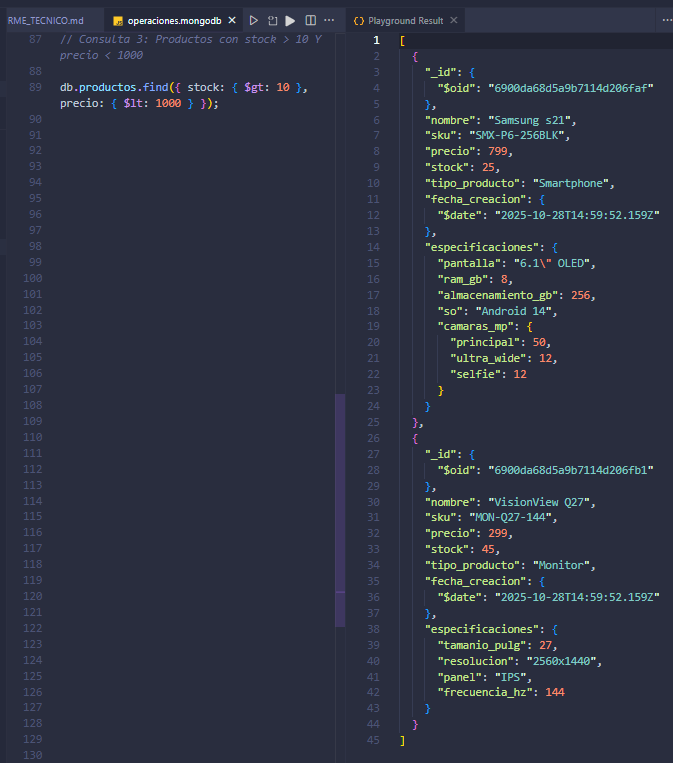 RME_TECNICO.md
operaciones.mongodb
87 // Consulta 3: Productos con stock > 10 Y
precio < 1000
88
89 db.productos.find({ stock: { $gt: 10 },
precio: { $lt: 1000 } });
90
91
92
93
94
95
96
97
98
99
100
101
102
103
104
105
106
107
108
109
110
111
112
113
114
115
116
117
118
119
120
121
122
123
124
125
126
127
128
129
130
Playground Result
1 [
2 {
3 "_id": {
4 "$oid": "6900da68d5a9b7114d206faf"
5 },
6 "nombre": "Samsung s21",
7 "sku": "SMX-P6-256BLK",
8 "precio": 799,
9 "stock": 25,
10 "tipo_producto": "Smartphone",
11 "fecha_creacion": {
12 "$date": "2025-10-28T14:59:52.159Z"
13 },
14 "especificaciones": {
15 "pantalla": "6.1\" OLED",
16 "ram_gb": 8,
17 "almacenamiento_gb": 256,
18 "so": "Android 14",
19 "camaras_mp": {
20 "principal": 50,
21 "ultra_wide": 12,
22 "selfie": 12
23 }
24 }
25 },
26 {
27 "_id": {
28 "$oid": "6900da68d5a9b7114d206fb1"
29 },
30 "nombre": "VisionView Q27",
31 "sku": "MON-Q27-144",
32 "precio": 299,
33 "stock": 45,
34 "tipo_producto": "Monitor",
35 "fecha_creacion": {
36 "$date": "2025-10-28T14:59:52.159Z"
37 },
38 "especificaciones": {
39 "tamanio_pulg": 27,
40 "resolucion": "2560x1440",
41 "panel": "IPS",
42 "frecuencia_hz": 144
43 }
44 }
45 ]